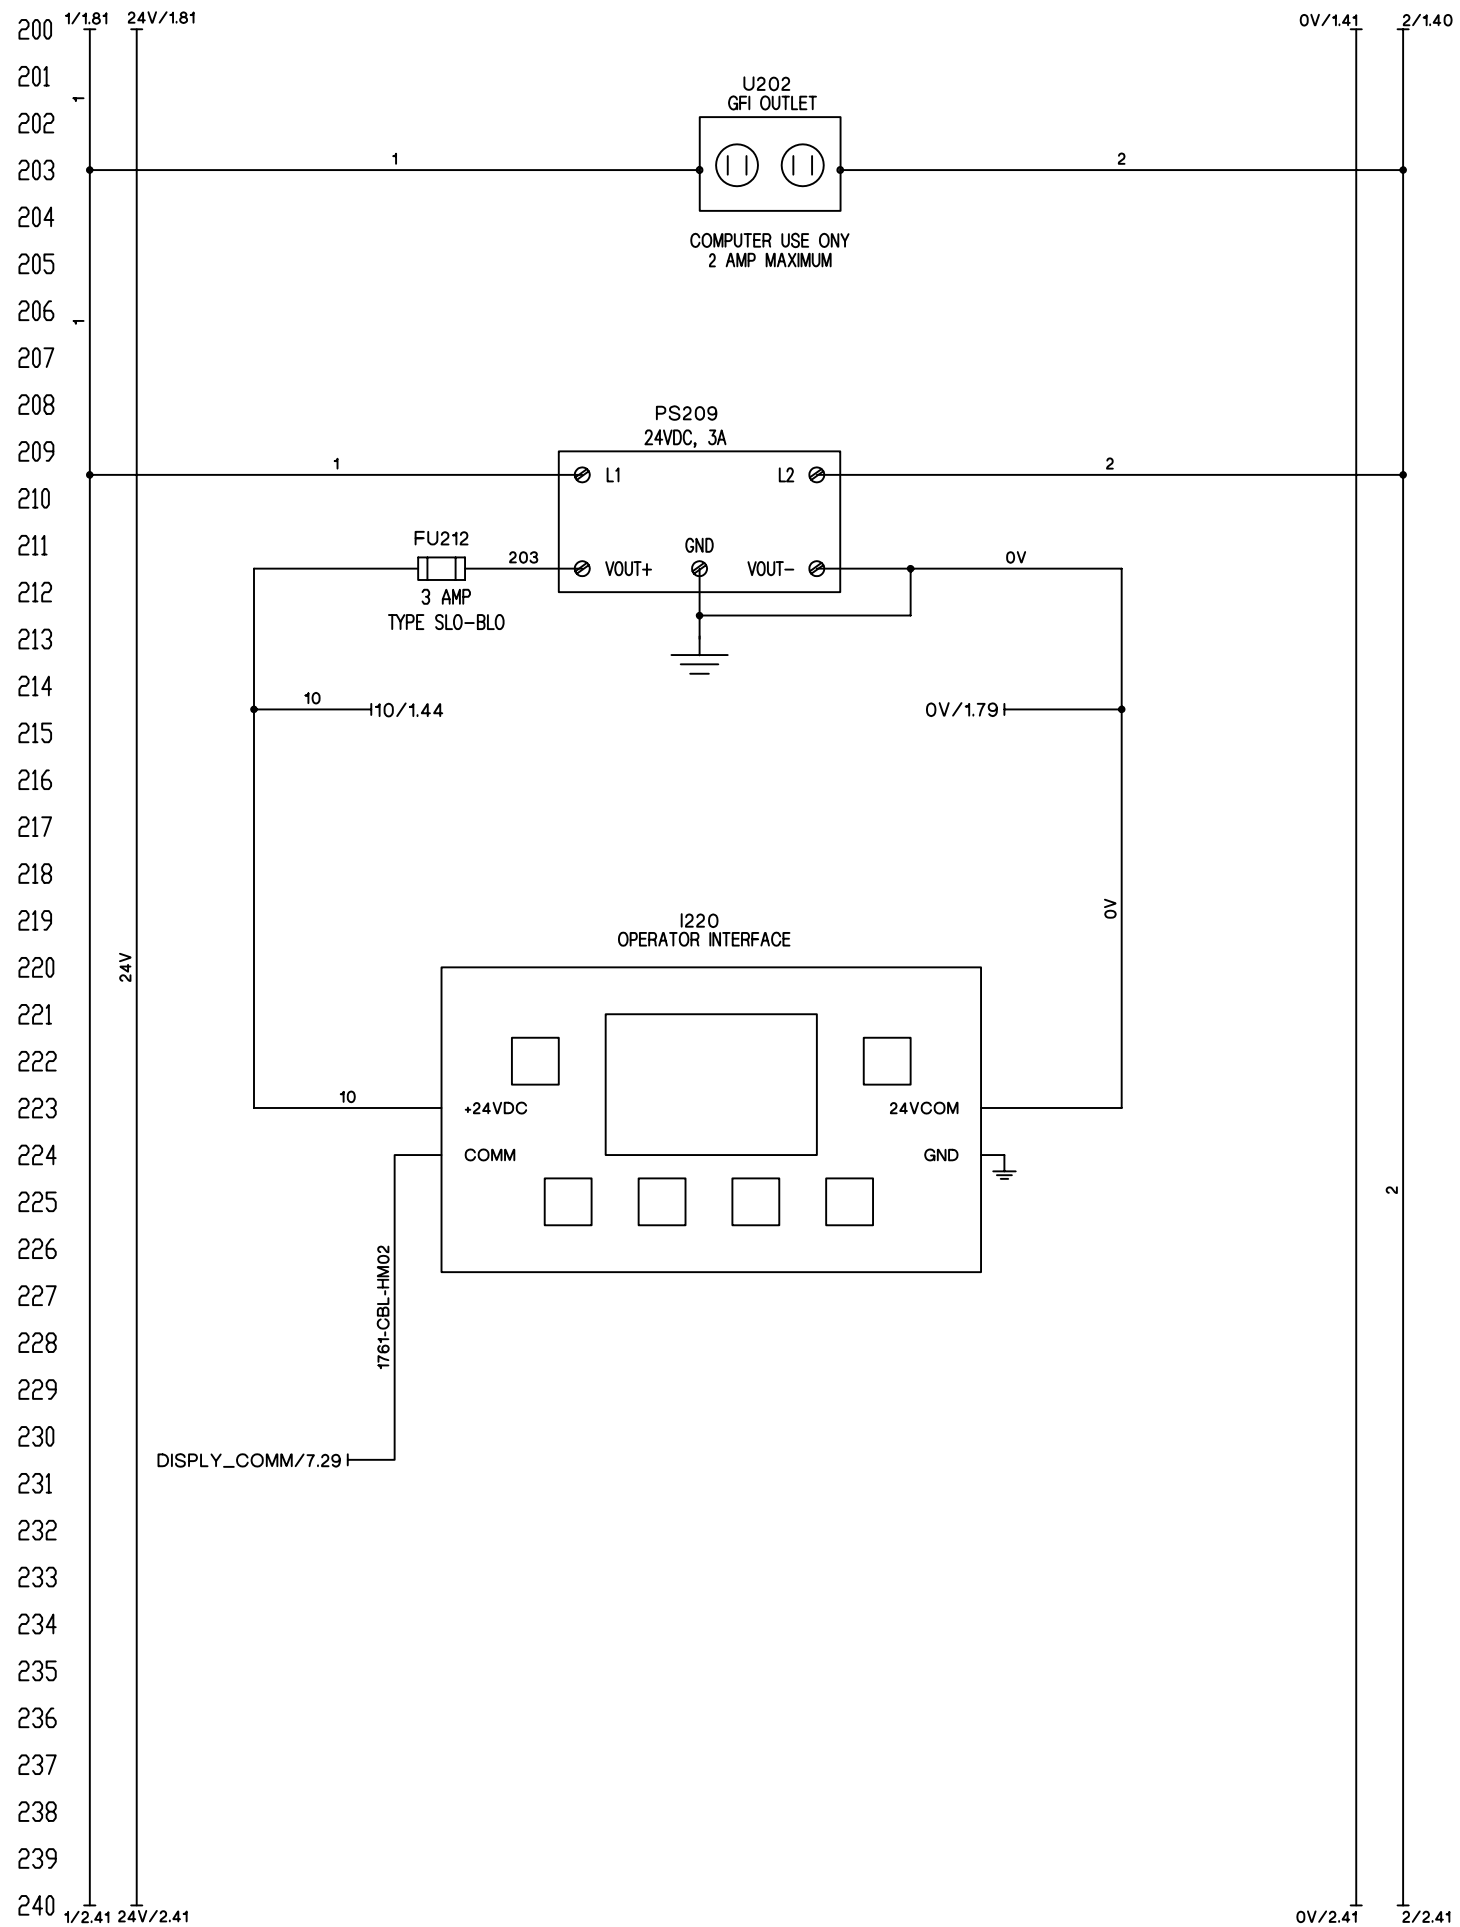 1/1.81 24V/1.81 0V/1.41 2/1.40
200
201
U202
1
GFI OUTLET
202
1 2
203
204
COMPUTER USE ONY
205
2 AMP MAXIMUM
206
1
207
208
PS209
24VDC, 3A
209
1 2
L1 L2
210
FU212
211
GND
203 0V
VOUT+ VOUT-
212
3 AMP
TYPE SLO-BLO
213
214
10
10/1.44 0V/1.79
215
216
217
218
0V
219
I220
OPERATOR INTERFACE
220
24V
221
222
10
223
+24VDC 24VCOM
224
COMM GND
2
225
226
227
1761-CBL-HM02
228
229
230
DISPLY_COMM/7.29
231
232
233
234
235
236
237
238
239
240
1/2.41 24V/2.41 0V/2.41 2/2.41